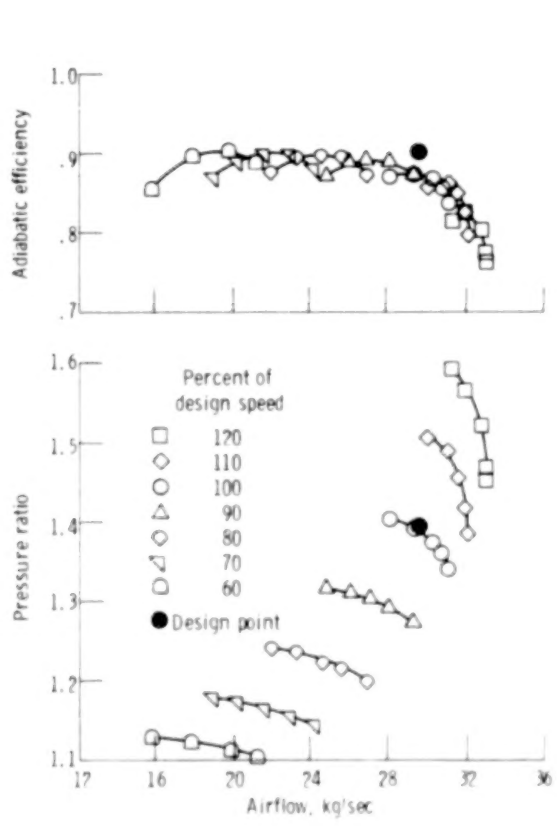 1.0
.9
.8
.7
Adiabatic efficiency
1.6
1.5
1.4
1.3
1.2
1.1
Pressure ratio
Percent of
design speed
120
110
100
90
80
70
60
Design point
12 16 20 24 28 32 36
Airflow, kg/sec